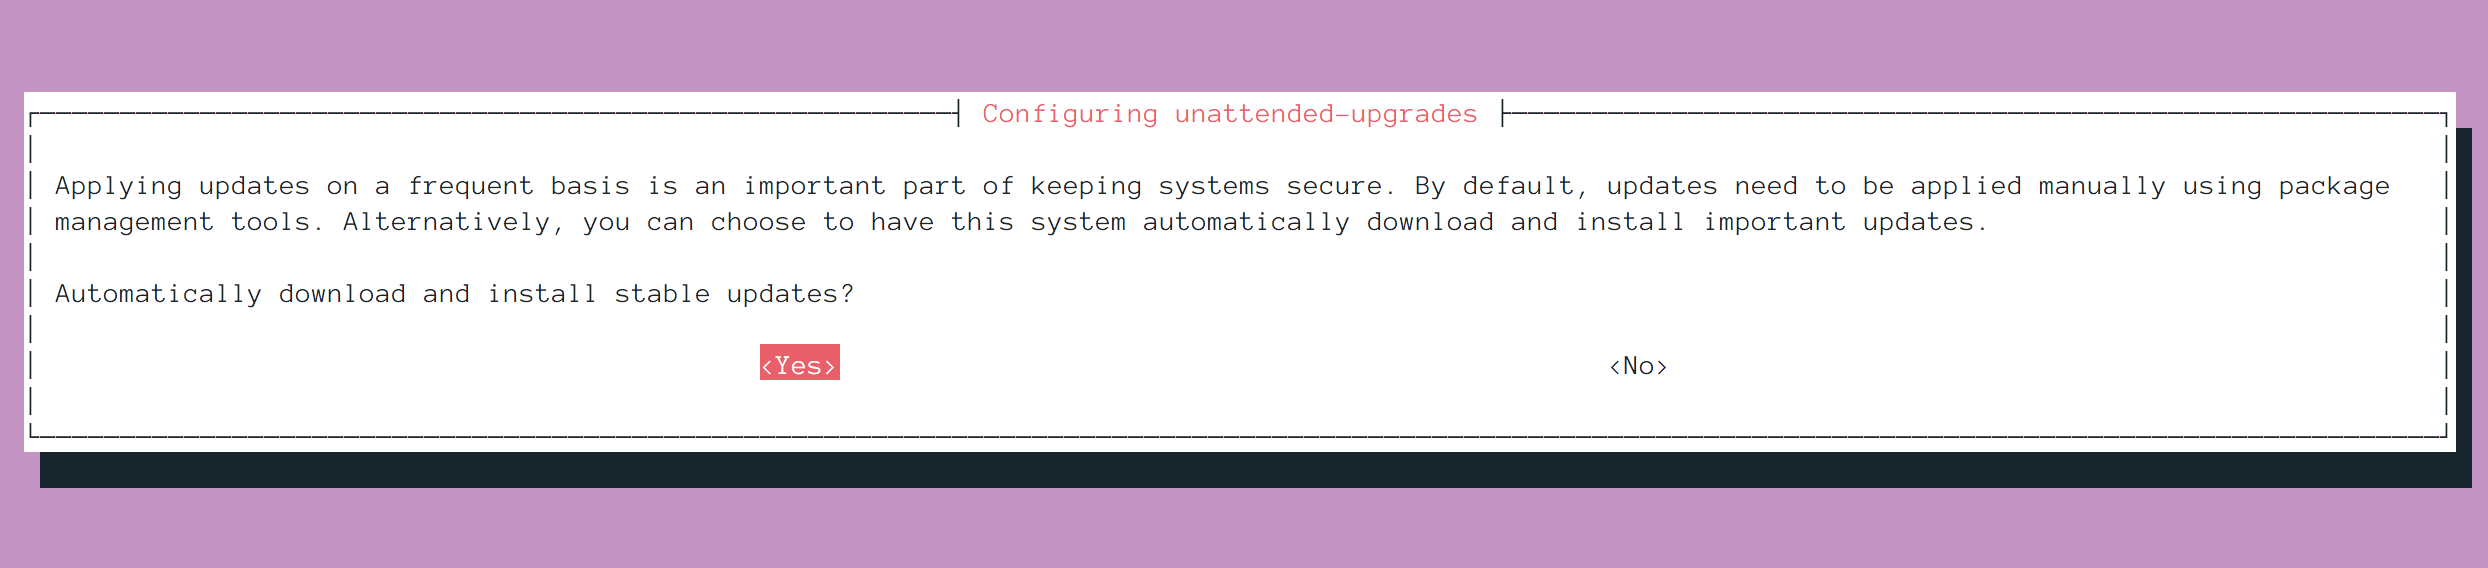 Configuring unattended-upgrades
Applying updates on a frequent basis is an important part of keeping systems secure. By default, updates need to be applied manually using package
management tools. Alternatively, you can choose to have this system automatically download and install important updates.
Automatically download and install stable updates?
<Yes> <No>